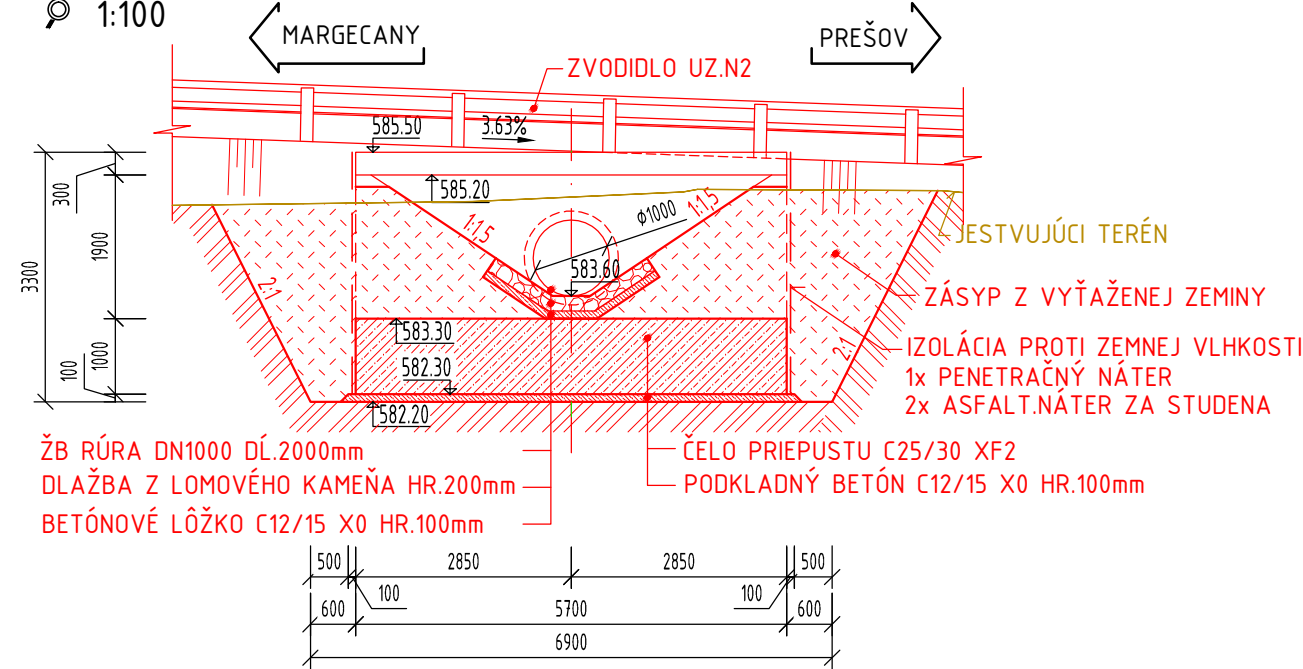 1:100
MARGECANY
PREŠOV
ZVODIDLO UZ.N2
585.50
3.63%
300
585.20
1:1,5
φ1000
1:1,5
JESTVUJÚCI TERÉN
1900
3300
2:1
583.60
ZÁSYP Z VYŤAŽENEJ ZEMINY
583.30
IZOLÁCIA PROTI ZEMNEJ VLHKOSTI
1x PENETRAČNÝ NÁTER
2x ASFALT.NÁTER ZA STUDENA
2:1
1000
100
582.30
582.20
ŽB RÚRA DN1000 DĹ.2000mm
DLAŽBA Z LOMOVÉHO KAMEŇA HR.200mm
BETÓNOVÉ LÔŽKO C12/15 X0 HR.100mm
ČELO PRIEPUSTU C25/30 XF2
PODKLADNÝ BETÓN C12/15 X0 HR.100mm
500 2850 2850 500
100 100
600 5700 600
6900